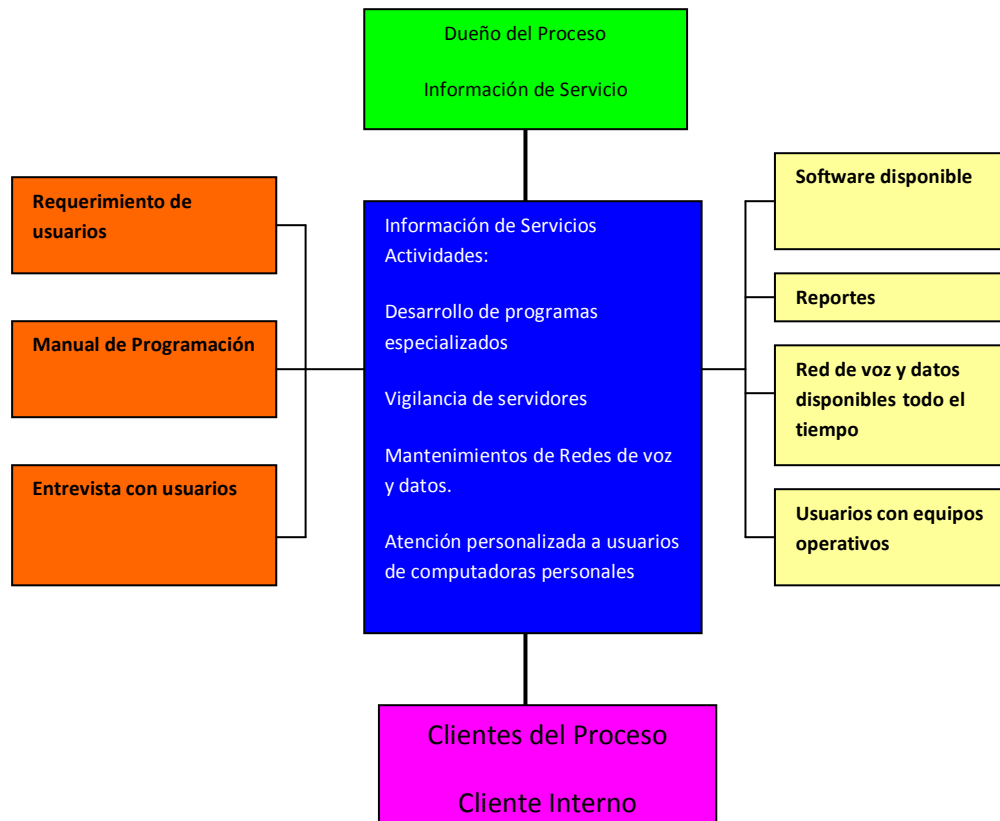 Dueño del Proceso
Información de Servicio
Requerimiento de
usuarios
Manual de Programación
Entrevista con usuarios
Información de Servicios
Actividades:
Desarrollo de programas
especializados
Vigilancia de servidores
Mantenimientos de Redes de voz
y datos.
Atención personalizada a usuarios
de computadoras personales
Software disponible
Reportes
Red de voz y datos
disponibles todo el
tiempo
Usuarios con equipos
operativos
Clientes del Proceso
Cliente Interno